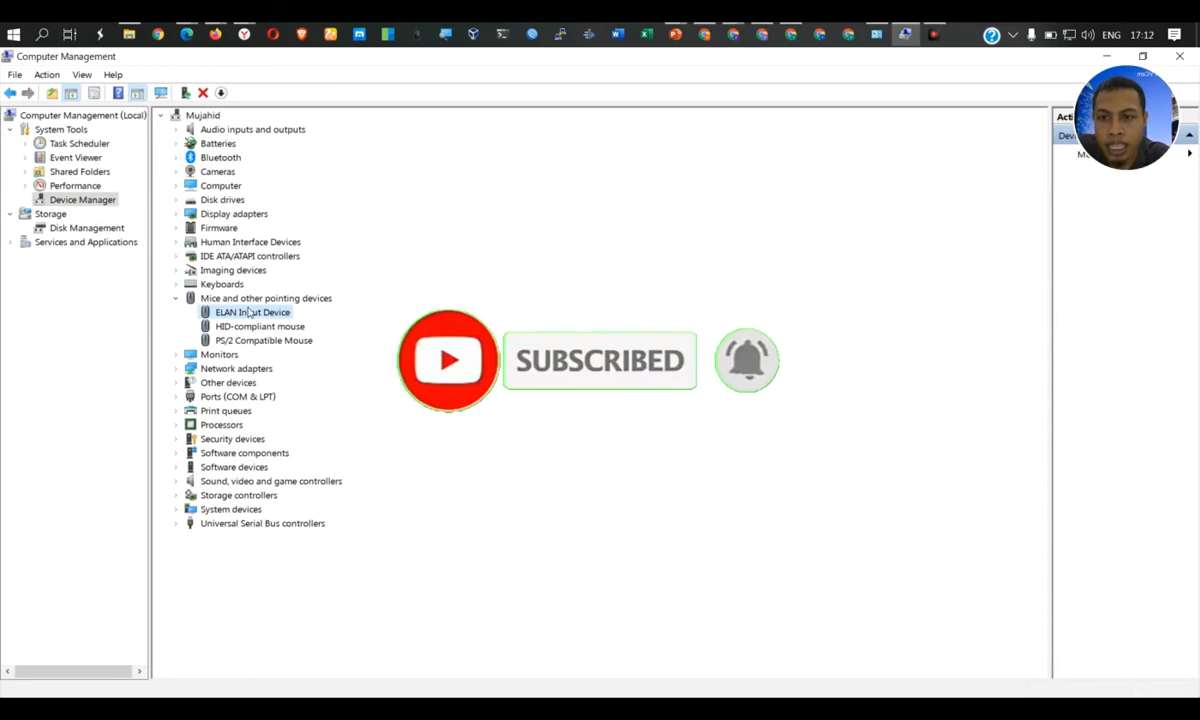 ENG 17:12
Computer Management
File Action View Help
Computer Management (Local)
System Tools
Task Scheduler
Event Viewer
Shared Folders
Performance
Device Manager
Storage
Disk Management
Services and Applications
Mujahid
Audio inputs and outputs
Batteries
Bluetooth
Cameras
Computer
Disk drives
Display adapters
Firmware
Human Interface Devices
IDE ATA/ATAPI controllers
Imaging devices
Keyboards
Mice and other pointing devices
ELAN Input Device
HID-compliant mouse
PS/2 Compatible Mouse
Monitors
Network adapters
Other devices
Ports (COM & LPT)
Print queues
Processors
Security devices
Software components
Software devices
Sound, video and game controllers
Storage controllers
System devices
Universal Serial Bus controllers
SUBSCRIBED